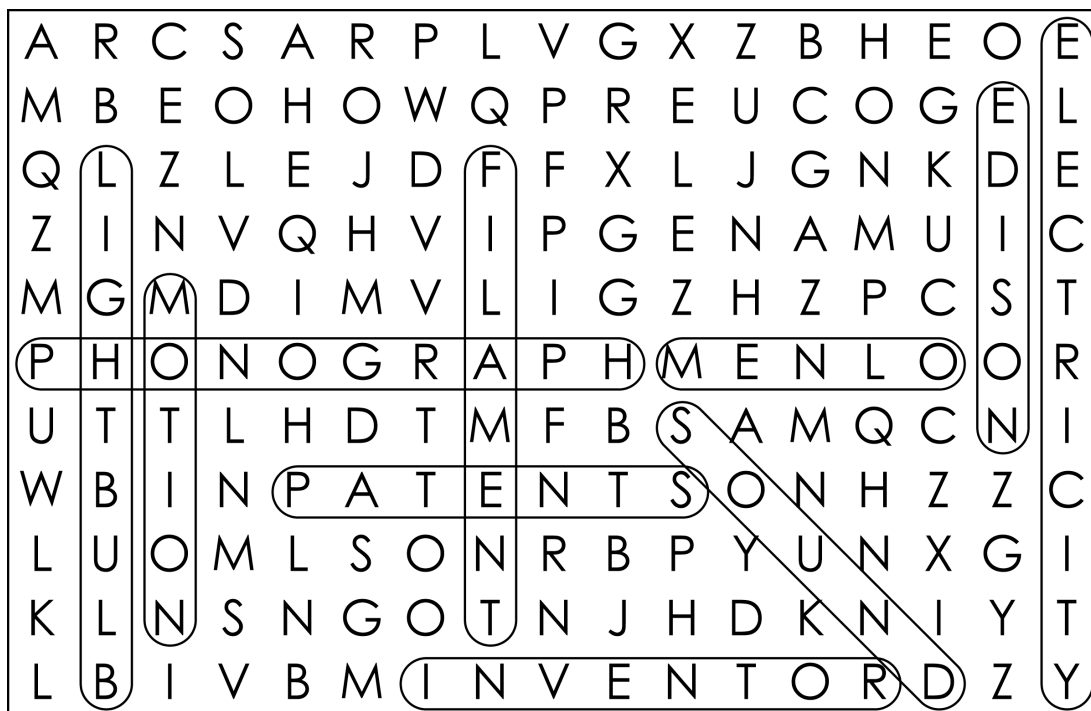 A R C S A R P L V G X Z B H E O E
M B E O H O W Q P R E U C O G E L
Q L Z L E J D F F X L J G N K D E
Z I N V Q H V I P G E N A M U I C
M G M D I M V L I G Z H Z P C S T
P H O N O G R A P H M E N L O O R
U T T L H D T M F B S A M Q C N I
W B I N P A T E N T S O N H Z Z C
L U O M L S O N R B P Y U N X G I
K L N S N G O T N J H D K N I Y T
L B I V B M I N V E N T O R D Z Y